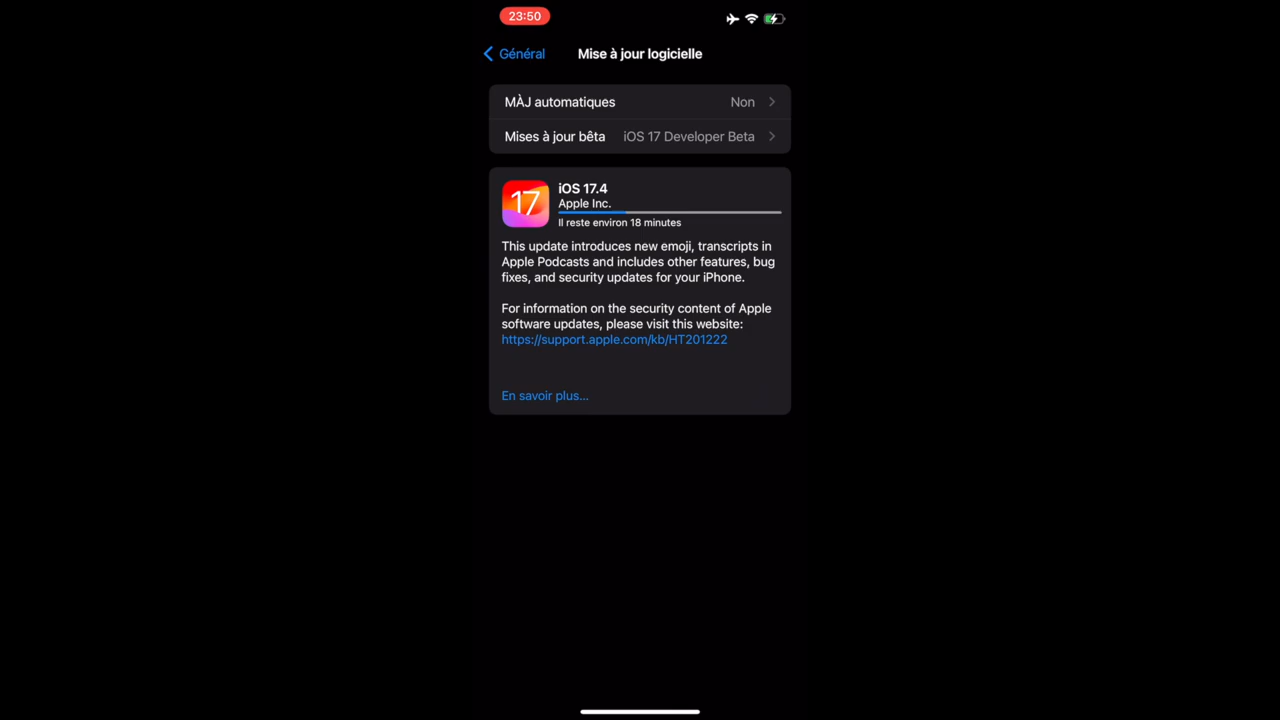 23:50
Général
Mise à jour logicielle
MÀJ automatiques Non
Mises à jour bêta iOS 17 Developer Beta
17
iOS 17.4
Apple Inc.
Il reste environ 18 minutes
This update introduces new emoji, transcripts in
Apple Podcasts and includes other features, bug
fixes, and security updates for your iPhone.
For information on the security content of Apple
software updates, please visit this website:
https://support.apple.com/kb/HT201222
En savoir plus...